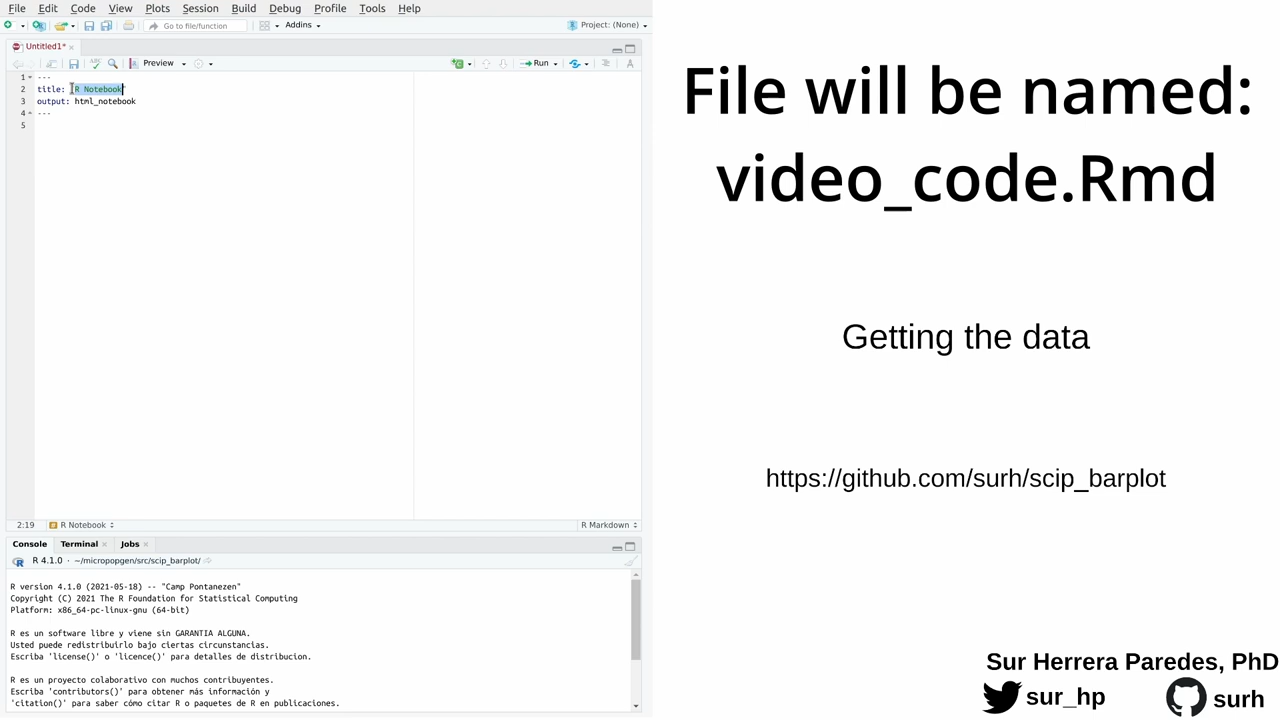 File Edit Code View Plots Session Build Debug Profile Tools Help
Go to file/function Addins Project: (None)
Untitled1*
Preview Run
1 ---
2 title: "R Notebook"
3 output: html_notebook
4 ---
5
2:19 R Notebook R Markdown
Console Terminal Jobs
R 4.1.0 · ~/micropopgen/src/scip_barplot/
R version 4.1.0 (2021-05-18) -- "Camp Pontanezen"
Copyright (C) 2021 The R Foundation for Statistical Computing
Platform: x86_64-pc-linux-gnu (64-bit)
R es un software libre y viene sin GARANTIA ALGUNA.
Usted puede redistribuirlo bajo ciertas circunstancias.
Escriba 'license()' o 'licence()' para detalles de distribucion.
R es un proyecto colaborativo con muchos contribuyentes.
Escriba 'contributors()' para obtener más información y
'citation()' para saber cómo citar R o paquetes de R en publicaciones.
File will be named:
video_code.Rmd
Getting the data
https://github.com/surh/scip_barplot
Sur Herrera Paredes, PhD
sur_hp surh